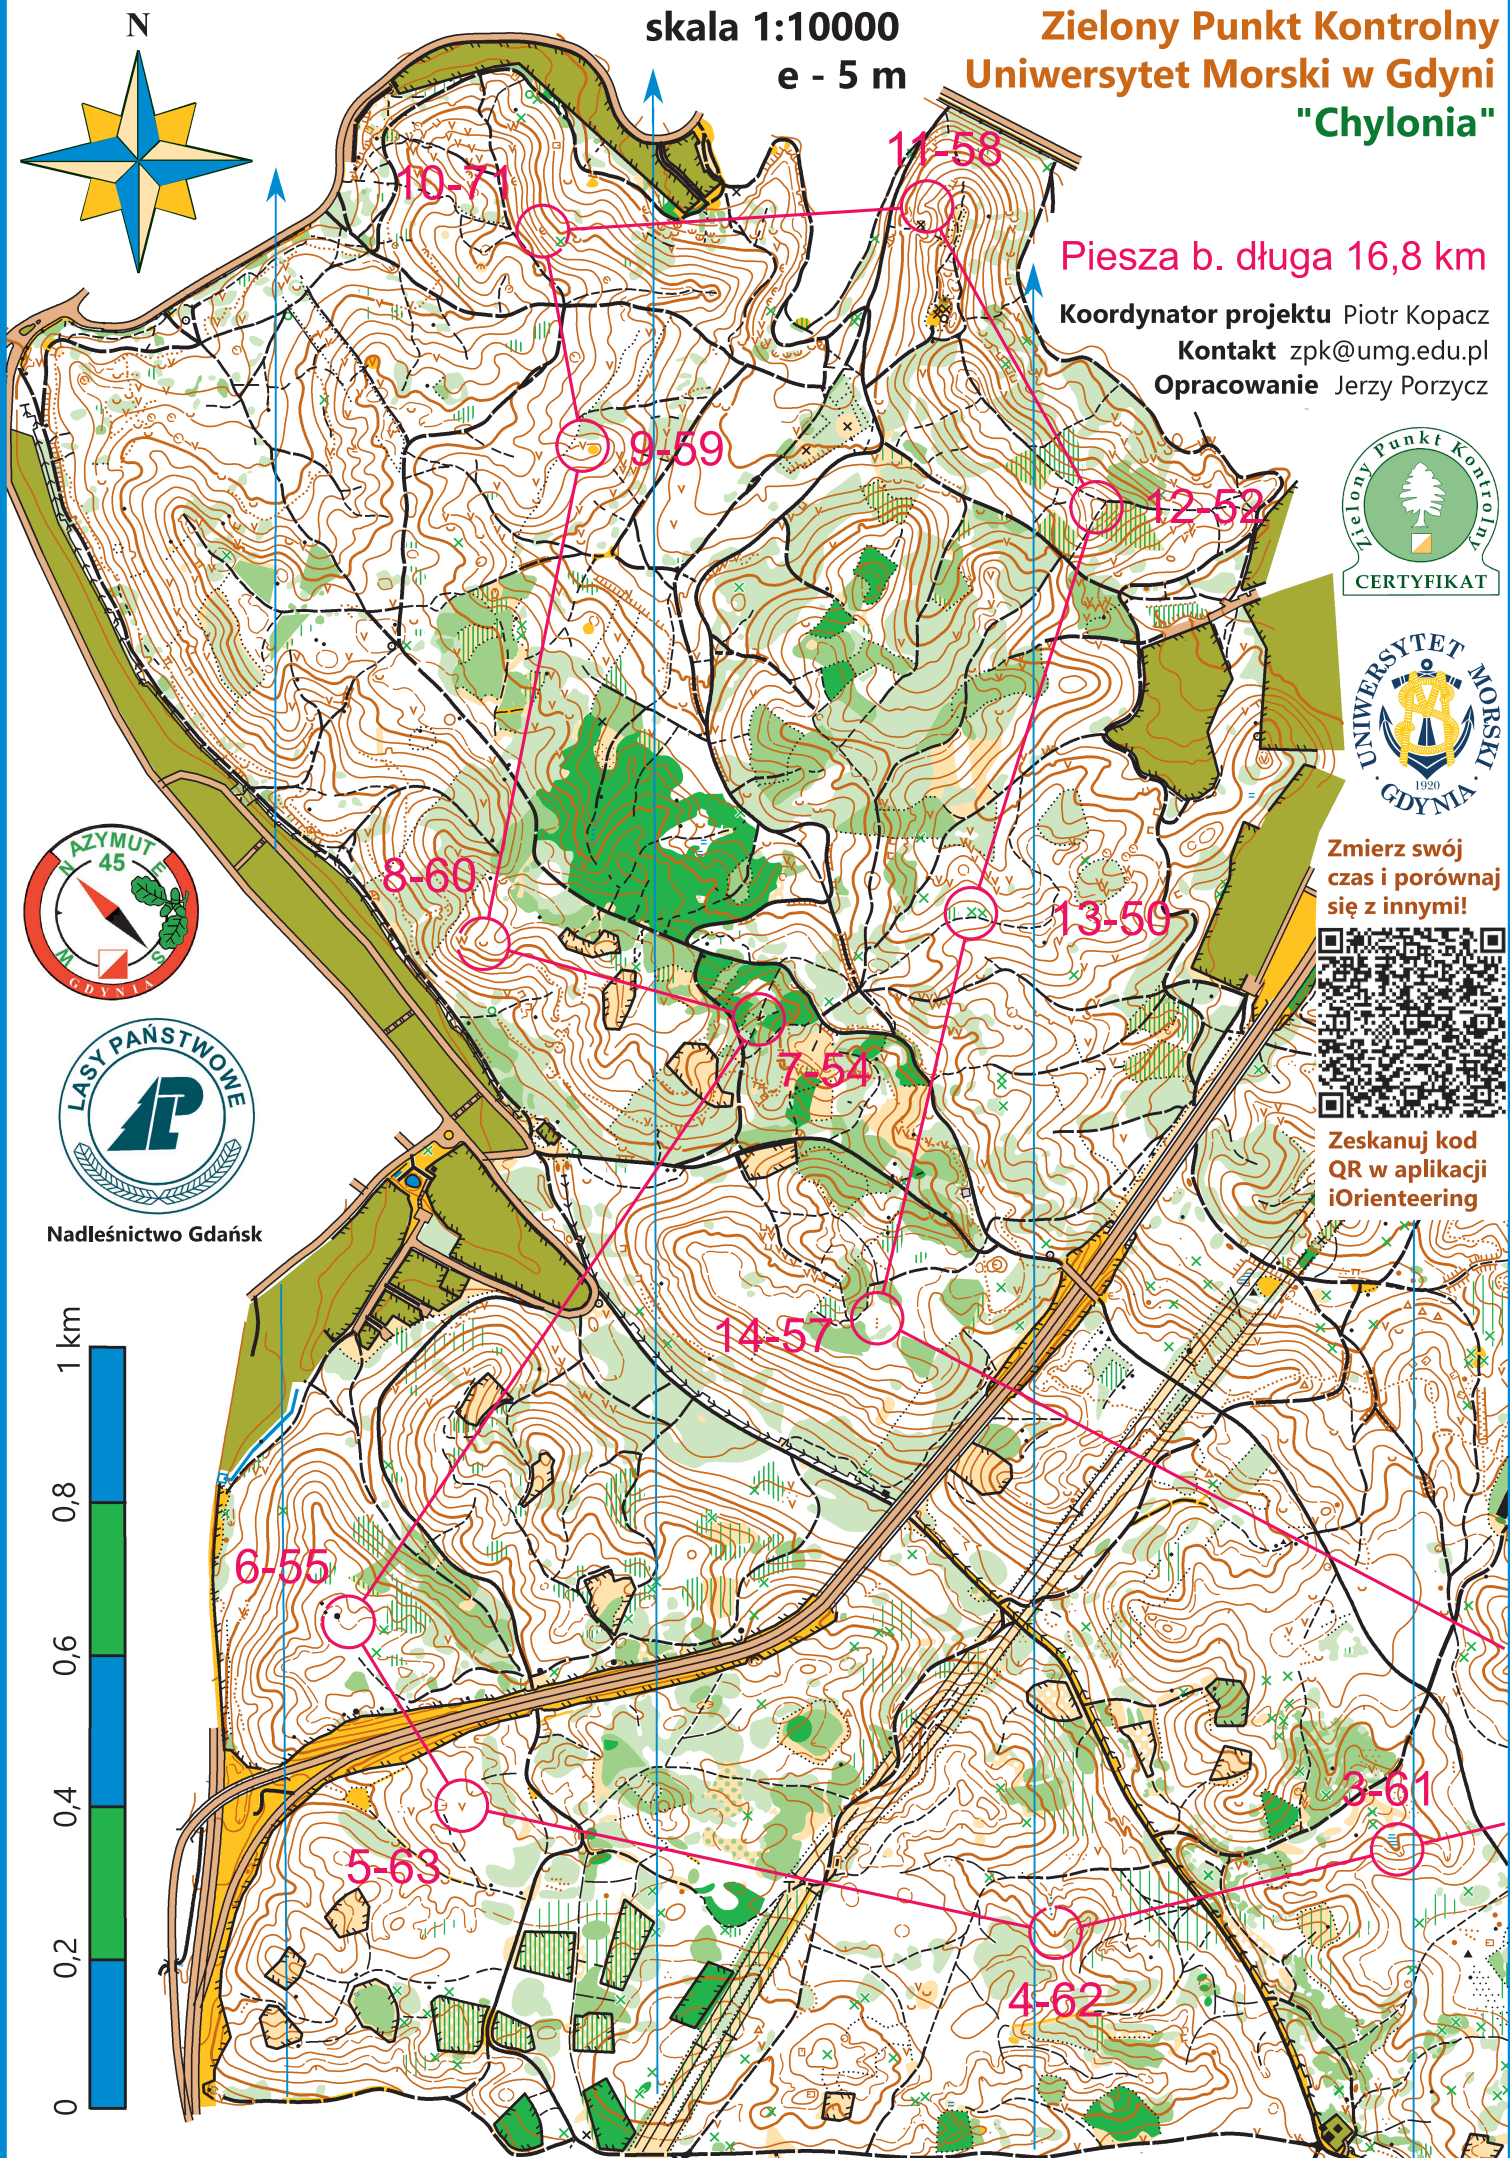 N
skala 1:10000
e - 5 m
Zielony Punkt Kontrolny
Uniwersytet Morski w Gdyni
"Chylonia"
Piesza b. długa 16,8 km
Koordynator projektu Piotr Kopacz
Kontakt zpk@umg.edu.pl
Opracowanie Jerzy Porzycz
10-71
11-58
9-59
12-52
8-60
13-50
7-54
14-57
6-55
5-63
4-62
3-61
Zielony Punkt Kontrolny
CERTYFIKAT
UNIWERSYTET MORSKI
1920
· GDYNIA ·
Zmierz swój
czas i porównaj
się z innymi!
Zeskanuj kod
QR w aplikacji
iOrienteering
AZYMUT
45
N
E
W
S
GDYNIA
LASY PAŃSTWOWE
LP
Nadleśnictwo Gdańsk
1 km
0,8
0,6
0,4
0,2
0